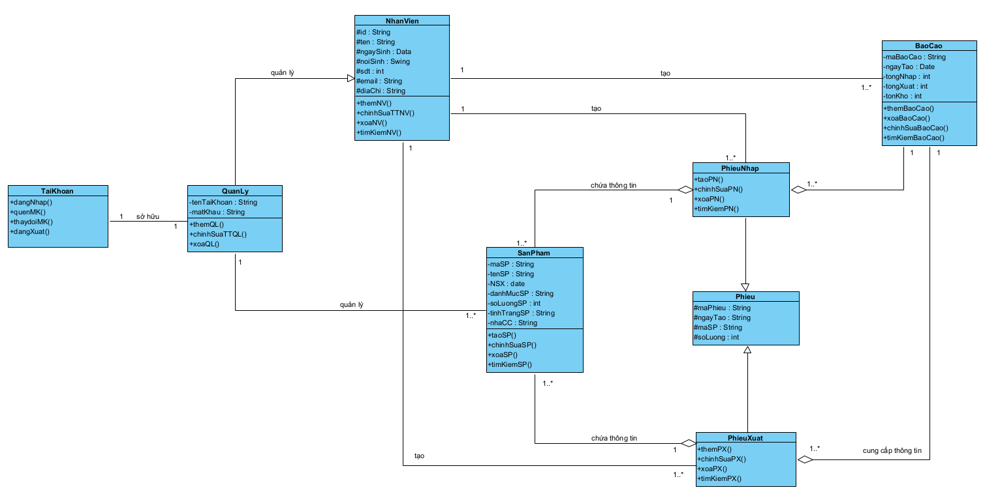 NhanVien
#id : String
#ten : String
#ngaySinh : Data
#noiSinh : Swing
#sdt : int
#email : String
#diaChi : String
+themNV()
+chinhSuaTTNV()
+xoaNV()
+timKiemNV()
BaoCao
-maBaoCao : String
-ngayTao : Date
-tongNhap : int
-tongXuat : int
-tonKho : int
+themBaoCao()
+xoaBaoCao()
+chinhSuaBaoCao()
+timKiemBaoCao()
quản lý
1
tạo
1..*
1
tạo
1..*
1
1
1
PhieuNhap
+taoPN()
+chinhSuaPN()
+xoaPN()
+timKiemPN()
1..*
chứa thông tin
1
1..*
TaiKhoan
+dangNhap()
+quenMK()
+thaydoiMK()
+dangXuat()
1
sở hữu
1
QuanLy
-tenTaiKhoan : String
-matKhau : String
+themQL()
+chinhSuaTTQL()
+xoaQL()
1
quản lý
1..*
SanPham
-maSP : String
-tenSP : String
-NSX : date
-danhMucSP : String
-soLuongSP : int
-tinhTrangSP : String
-nhaCC : String
+taoSP()
+chinhSuaSP()
+xoaSP()
+timKiemSP()
Phieu
#maPhieu : String
#ngayTao : String
#maSP : String
#soLuong : int
1..*
chứa thông tin
1
tạo
1..*
PhieuXuat
+themPX()
+chinhSuaPX()
+xoaPX()
+timKiemPX()
1..*
cung cấp thông tin